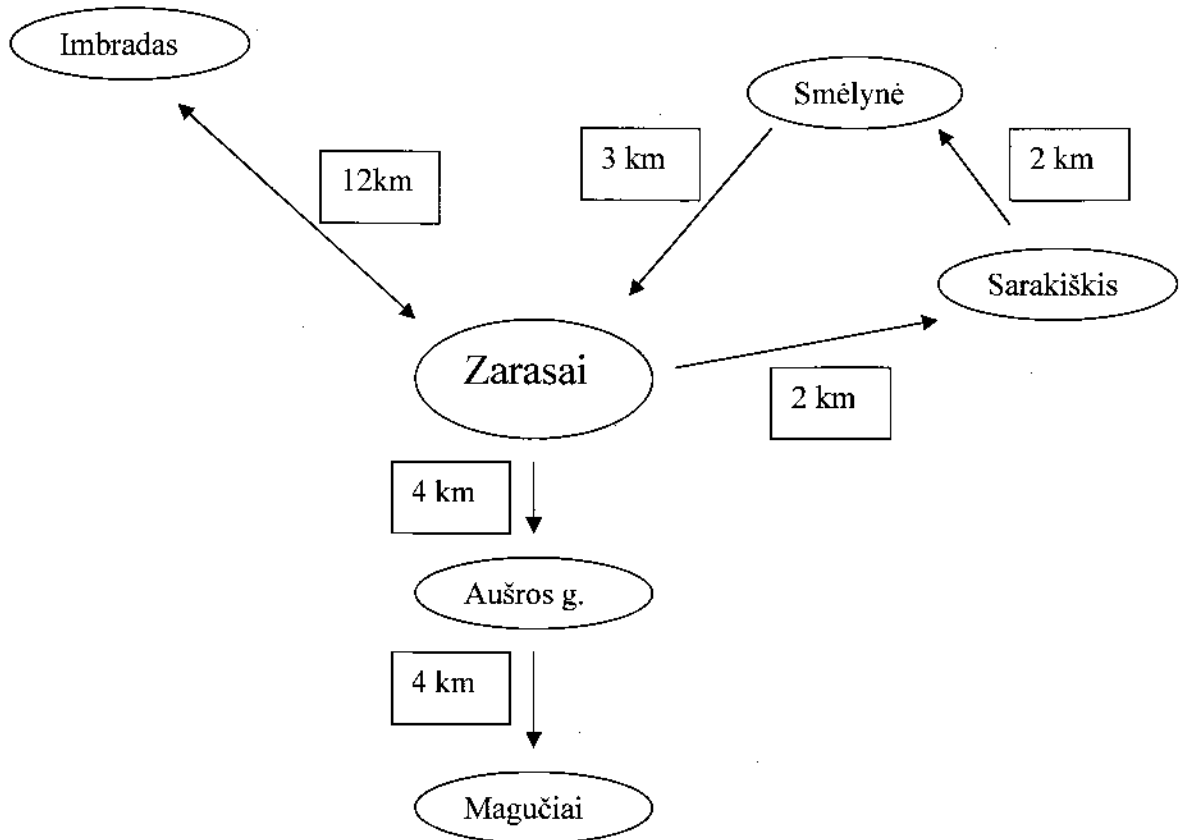 Imbradas
Smėlynė
3 km
2 km
12km
Sarakiškis
Zarasai
2 km
4 km
Aušros g.
4 km
Magučiai